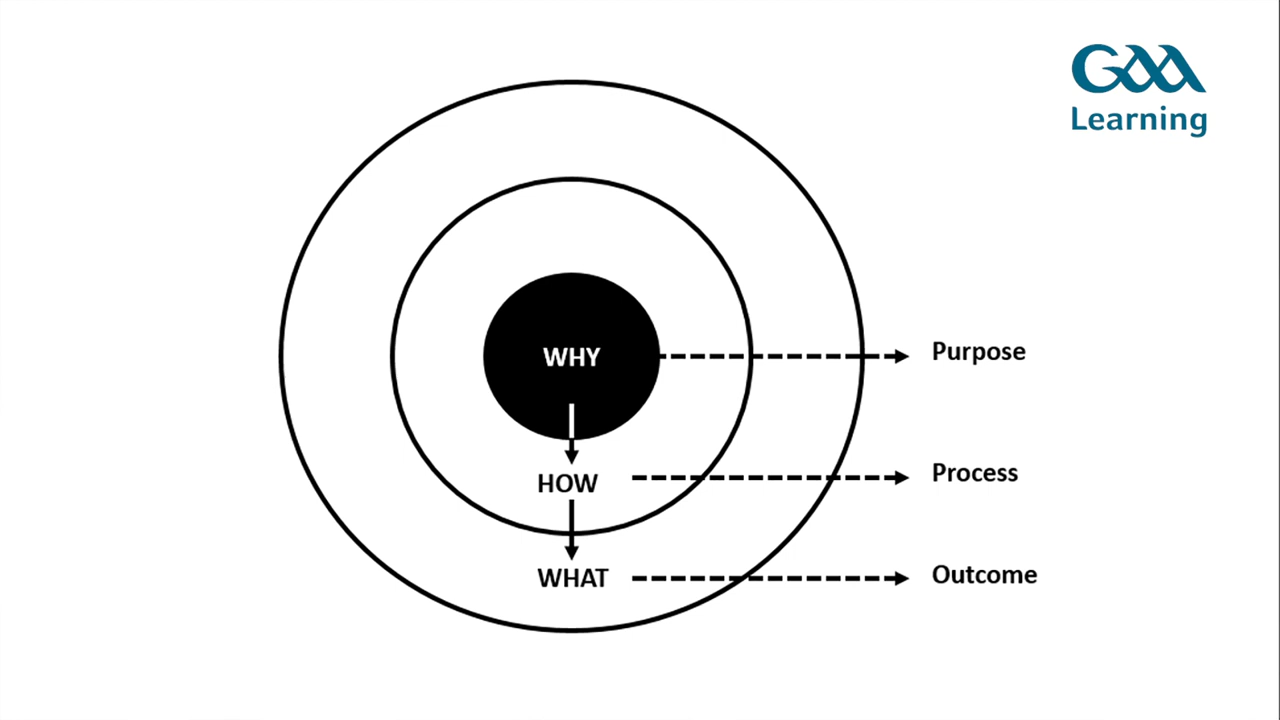 GAA
Learning
WHY
Purpose
HOW
Process
WHAT
Outcome